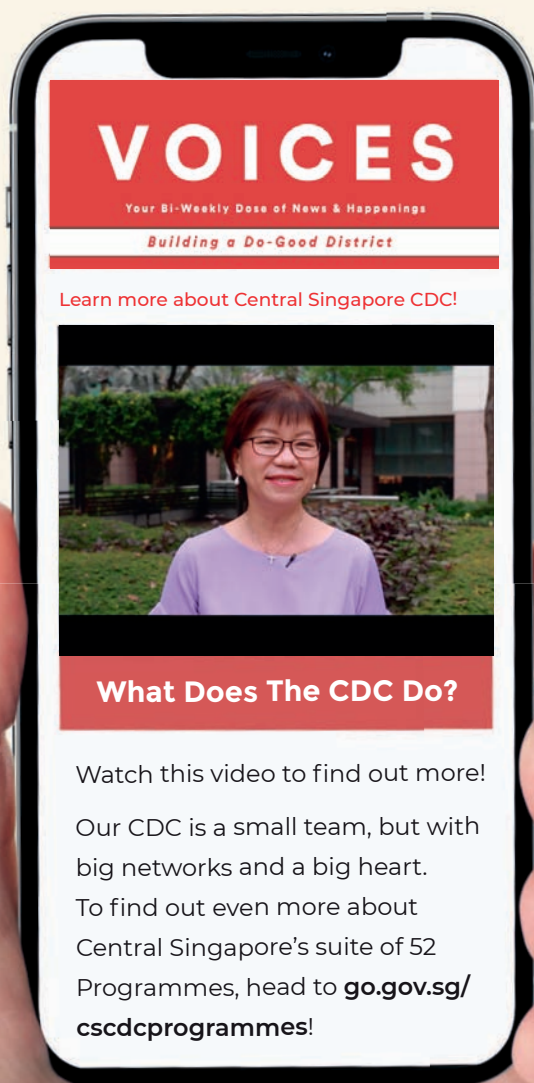 VOICES
Your Bi-Weekly Dose of News & Happenings
Building a Do-Good District
Learn more about Central Singapore CDC!
What Does The CDC Do?
Watch this video to find out more!
Our CDC is a small team, but with
big networks and a big heart.
To find out even more about
Central Singapore’s suite of 52
Programmes, head to go.gov.sg/
cscdcprogrammes!